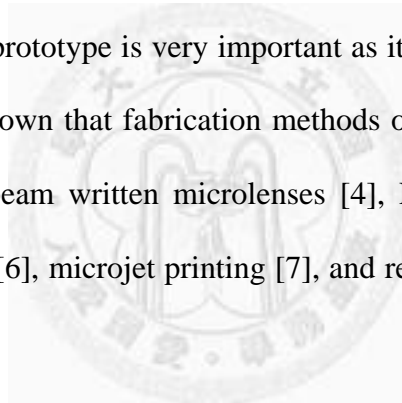 prototype is very important as it
own that fabrication methods o
eam written microlenses [4],
[6], microjet printing [7], and re